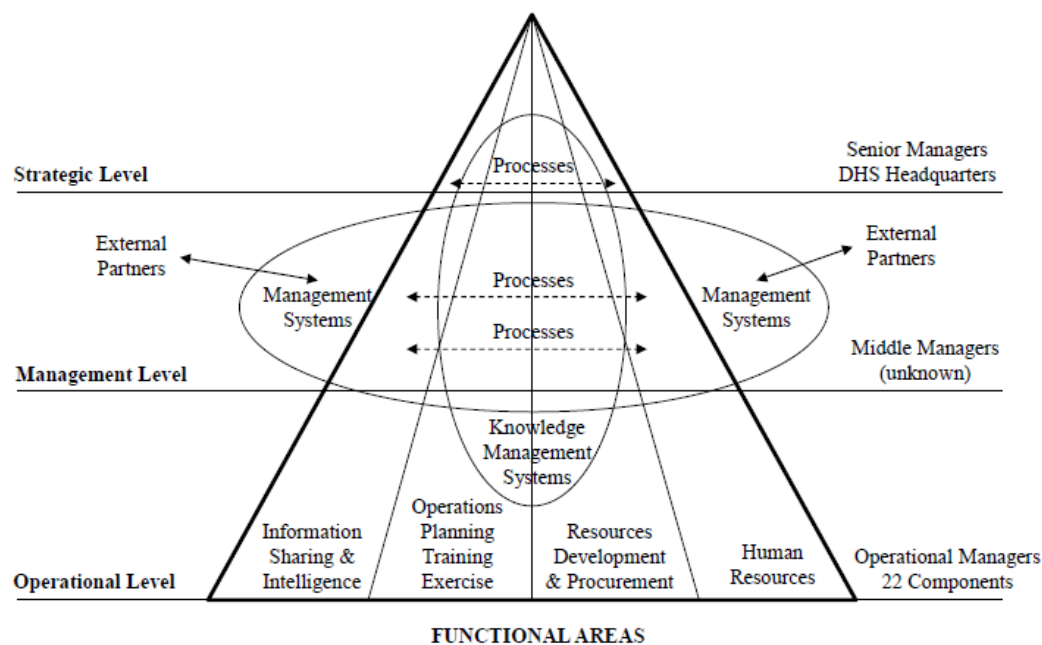 Senior Managers
DHS Headquarters
Processes
Strategic Level
External
Partners
External
Partners
Management
Systems
Processes
Management
Systems
Processes
Middle Managers
(unknown)
Management Level
Knowledge
Management
Systems
Information
Sharing &
Intelligence
Operations
Planning
Training
Exercise
Resources
Development
& Procurement
Human
Resources
Operational Managers
22 Components
Operational Level
FUNCTIONAL AREAS